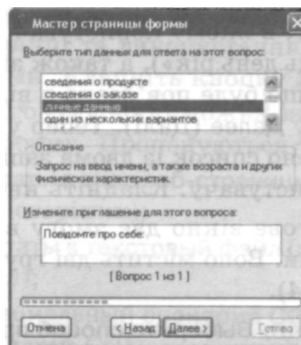 Мастер страницы формы
Выберите тип данных для ответа на этот вопрос:
сведения о продукте
сведения о заказе
личные данные
один из нескольких вариантов
Описание
Запрос на ввод имени, а также возраста и других
физических характеристик.
Измените приглашение для этого вопроса:
Повідомте про себе:
[ Вопрос 1 из 1 ]
Отмена
< Назад
Далее >
Готово